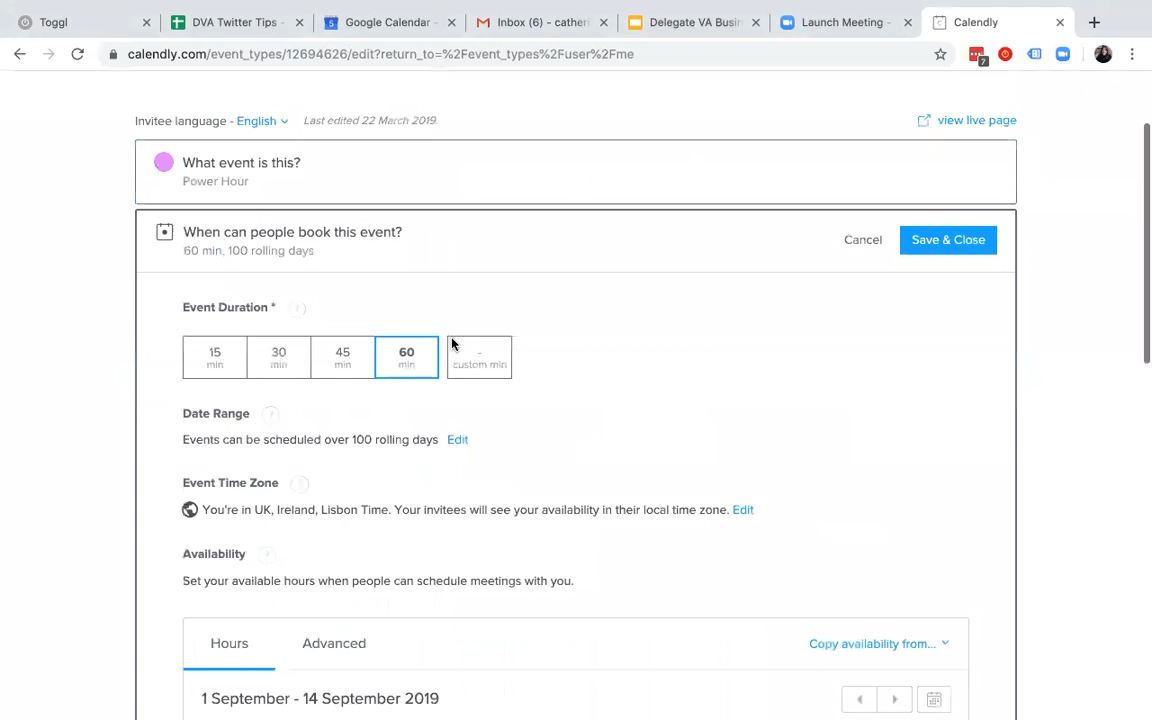 Toggl
DVA Twitter Tips -
Google Calendar -
Inbox (6) - cather
Delegate VA Busi
Launch Meeting -
Calendly
calendly.com/event_types/12694626/edit?return_to=%2Fevent_types%2Fuser%2Fme
7
Invitee language - English
Last edited 22 March 2019.
view live page
What event is this?
Power Hour
When can people book this event?
60 min, 100 rolling days
Cancel
Save & Close
Event Duration * ?
15 min
30 min
45 min
60 min
- custom min
Date Range ?
Events can be scheduled over 100 rolling days Edit
Event Time Zone
You're in UK, Ireland, Lisbon Time. Your invitees will see your availability in their local time zone. Edit
Availability ?
Set your available hours when people can schedule meetings with you.
Hours
Advanced
Copy availability from...
1 September - 14 September 2019